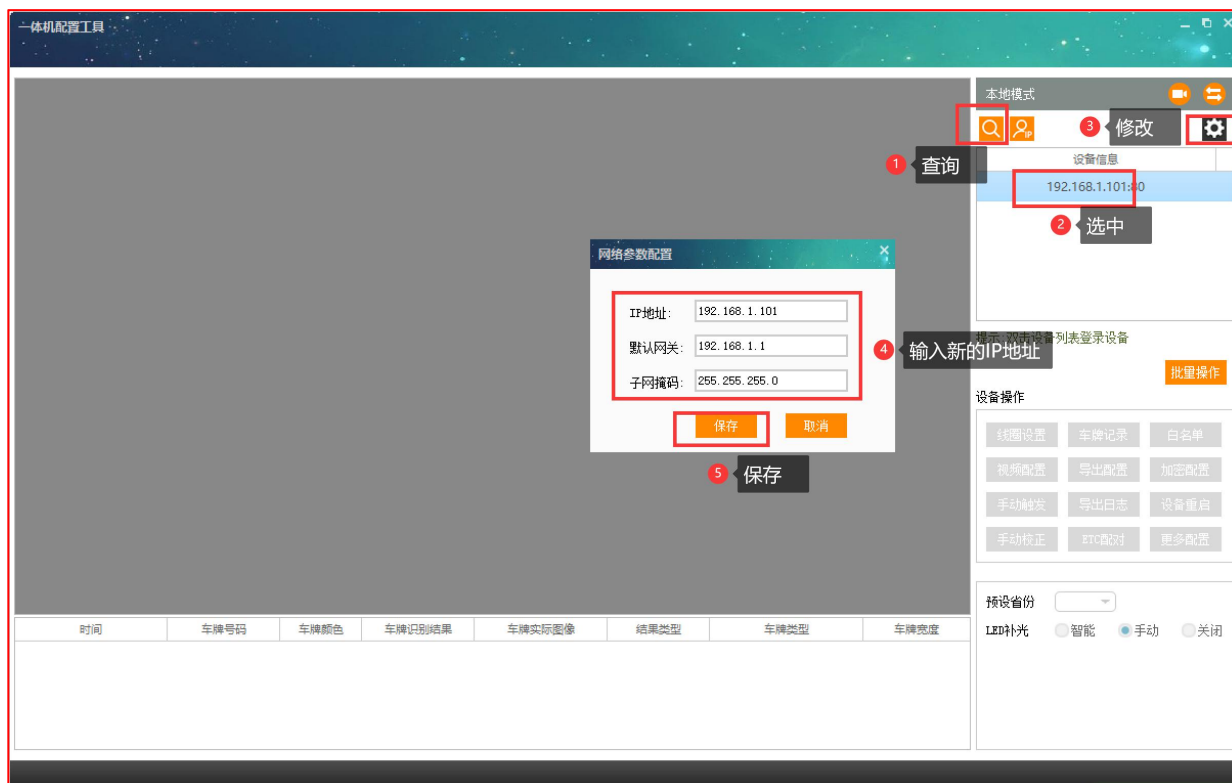 一体机配置工具
本地模式
IP
3 修改
1 查询
设备信息
192.168.1.101:80
2 选中
网络参数配置
IP地址: 192.168.1.101
默认网关: 192.168.1.1
子网掩码: 255.255.255.0
4 输入新的IP地址
保存 取消
5 保存
提示:双击设备列表登录设备
批里操作
设备操作
线圈设置 车牌记录 白名单
视频配置 导出配置 加密配置
手动触发 导出日志 设备重启
手动校正 ETC配对 更多配置
预设省份
LED补光 智能 手动 关闭
时间 车牌号码 车牌颜色 车牌识别结果 车牌实际图像 结果类型 车牌类型 车牌宽度